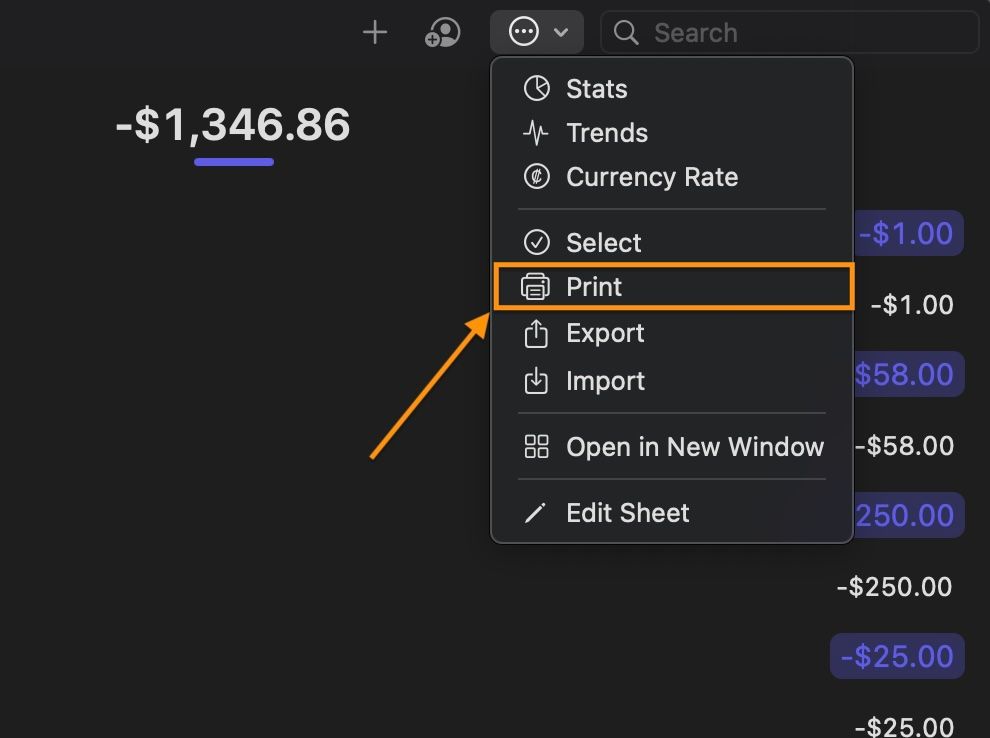 Search
-$1,346.86
Stats
Trends
Currency Rate
-$1.00
Select
Print
-$1.00
Export
$58.00
Import
Open in New Window
-$58.00
Edit Sheet
250.00
-$250.00
-$25.00
-$25.00